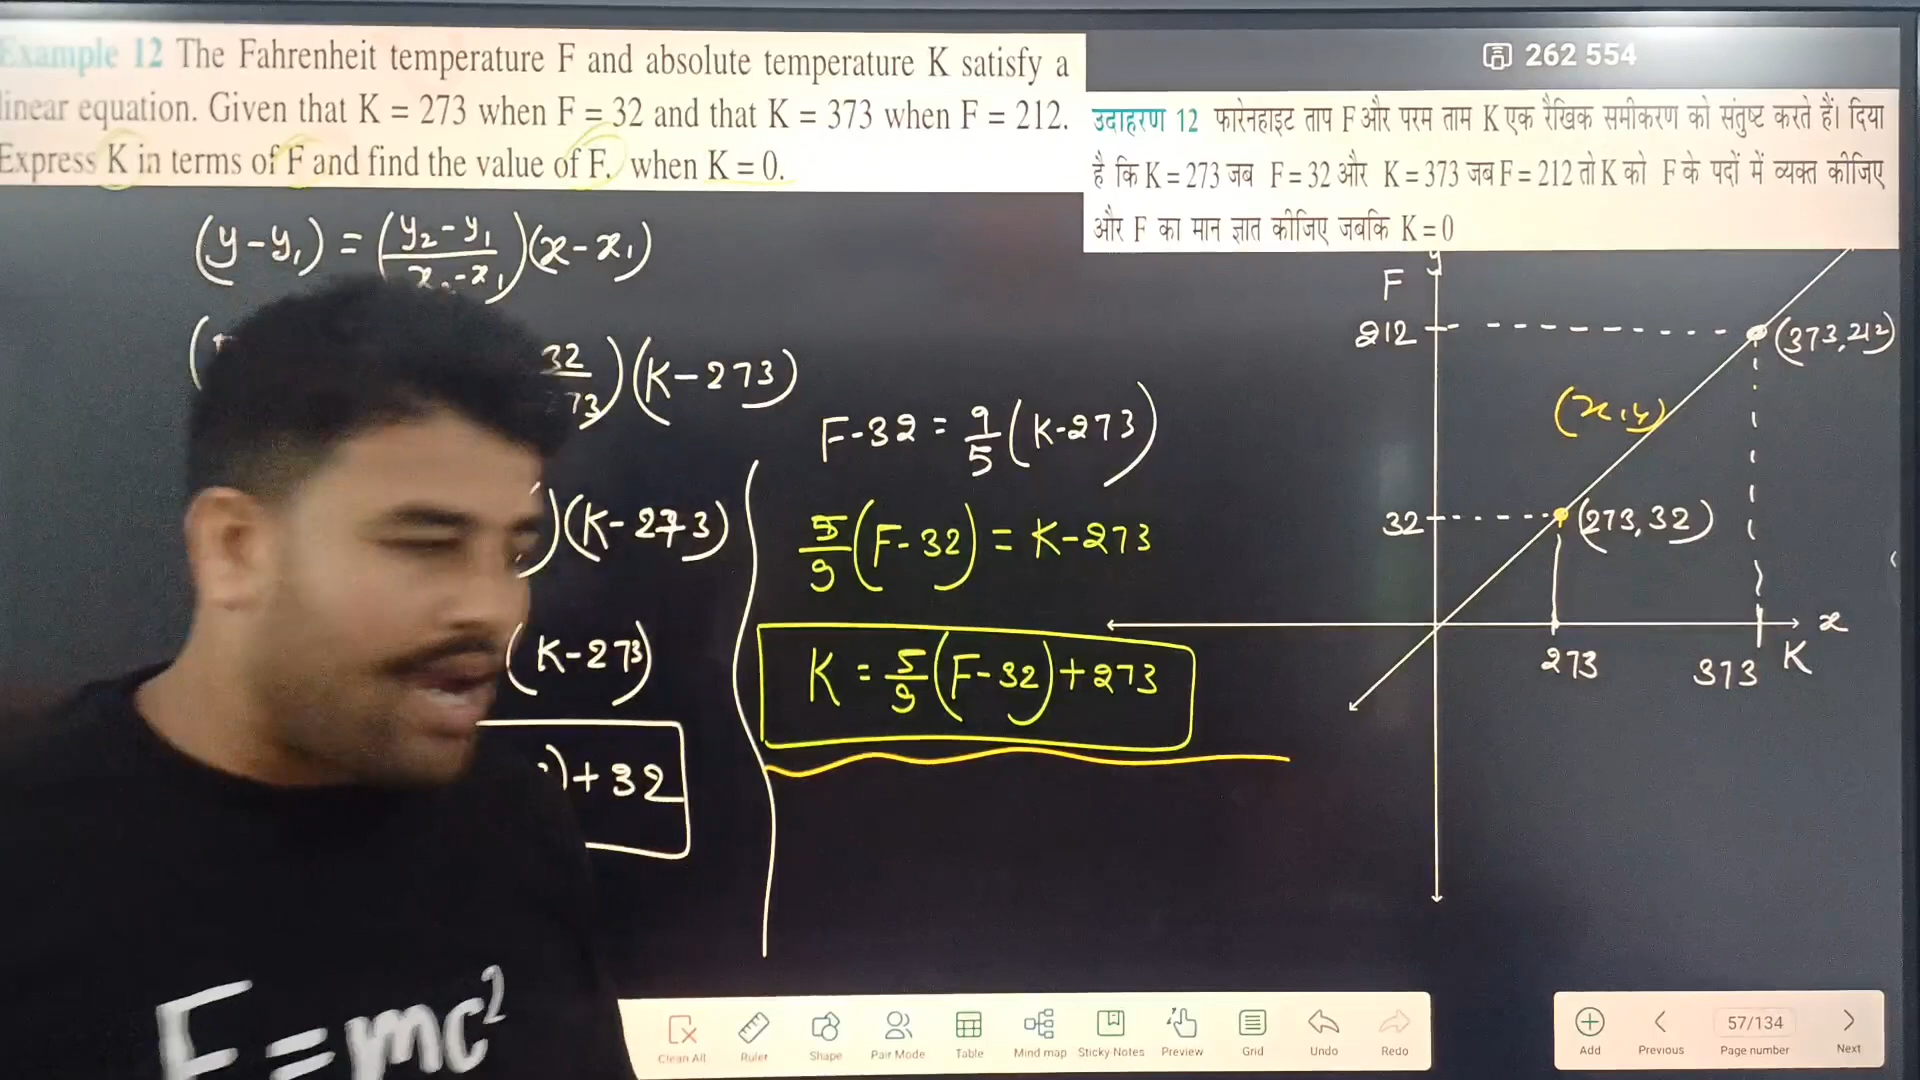 Example 12 The Fahrenheit temperature F and absolute temperature K satisfy a
linear equation. Given that K = 273 when F = 32 and that K = 373 when F = 212.
Express K in terms of F and find the value of F, when K = 0.
262 554
उदाहरण 12 फारेनहाइट ताप F और परम ताम K एक रैखिक समीकरण को संतुष्ट करते हैं। दिया
है कि K = 273 जब F = 32 और K = 373 जब F = 212 तो K को F के पदों में व्यक्त कीजिए
और F का मान ज्ञात कीजिए जबकि K = 0
(y-y₁) = (y₂-y₁/x₂-x₁)(x-x₁)
32/73)(K-273)
)(K-273)
(K-273)
)+32
F-32 = 9/5(K-273)
5/9(F-32) = K-273
K = 5/9(F-32)+273
y
F
212
(373,212)
(x,y)
32
(273,32)
x
273
373
K
E=mc²
Clean All
Ruler
Shape
Pair Mode
Table
Mind map
Sticky Notes
Preview
Grid
Undo
Redo
Add
Previous
57/134
Page number
Next